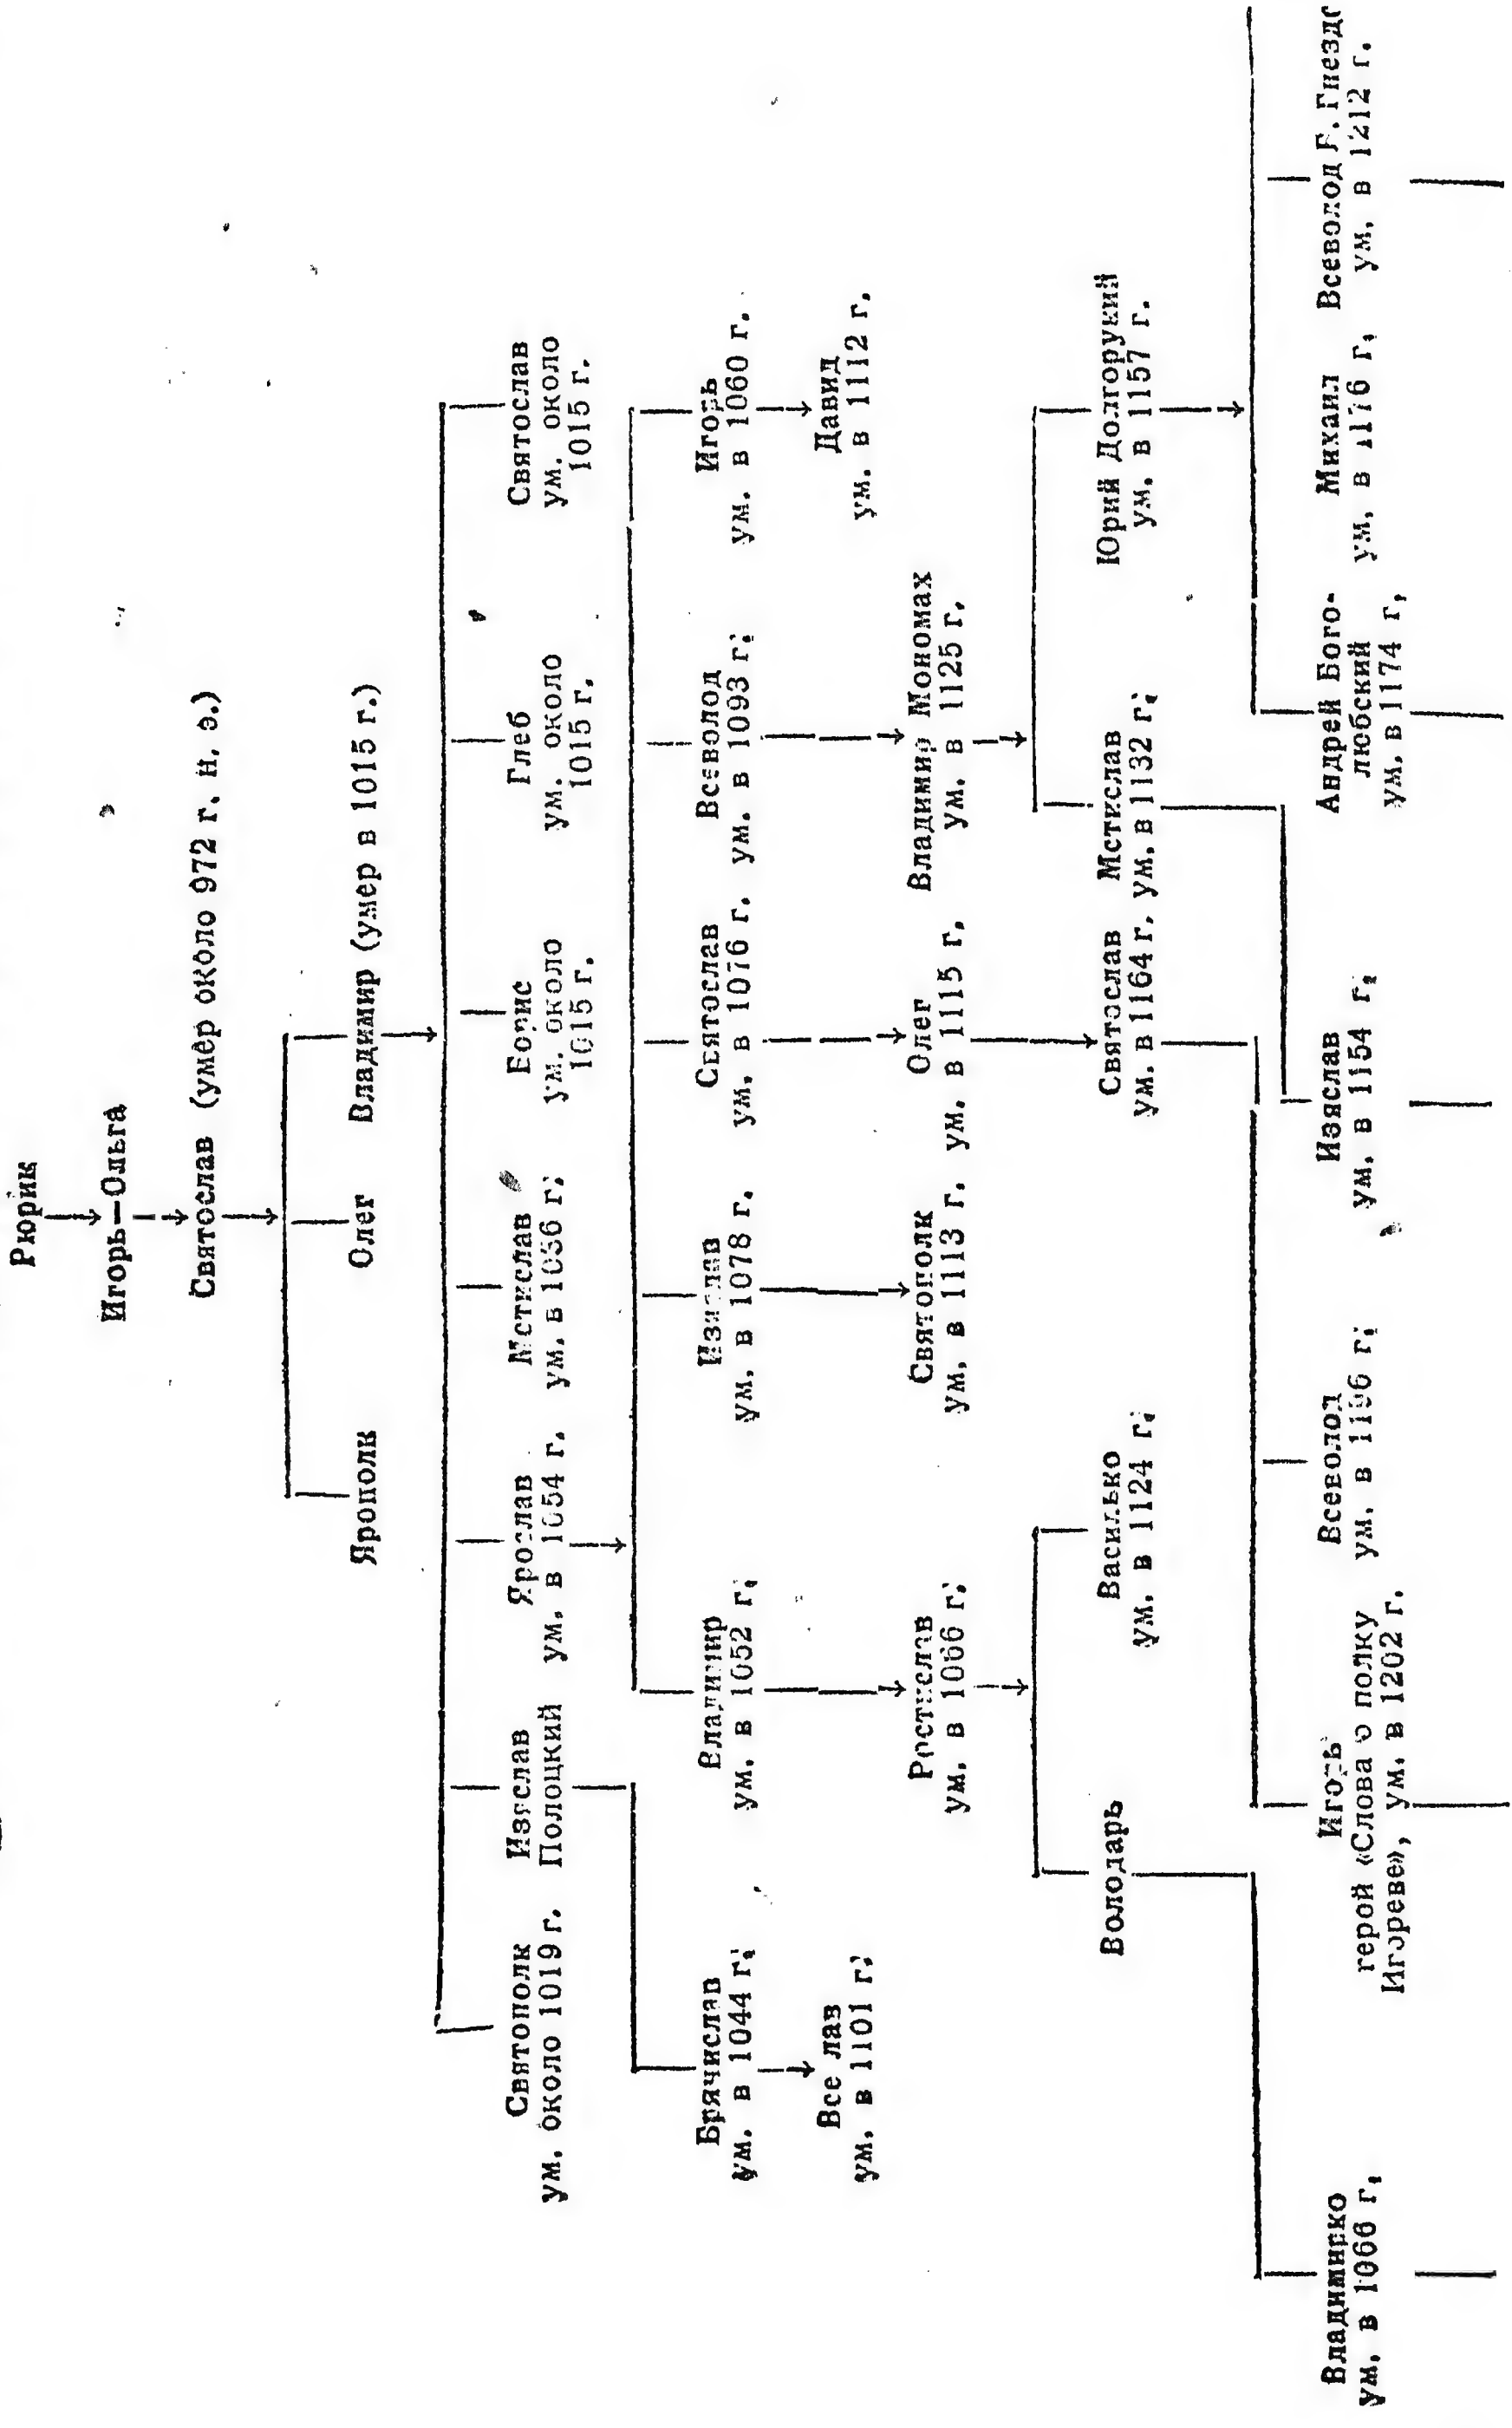 Рюрик
Игорь—Ольга
Святослав (умер около 972 г. н. э.)
Ярополк
Олег
Владимир (умер в 1015 г.)
Святополк
ум. около 1019 г.
Изяслав
Полоцкий
Ярослав
ум. в 1054 г.
Мстислав
ум. в 1036 г.
Борис
ум. около
1015 г.
Глеб
ум. около
1015 г.
Святослав
ум. около
1015 г.
Брячислав
ум. в 1044 г.
Владимир
ум. в 1052 г.
Изяслав
ум. в 1078 г.
Святослав
ум. в 1076 г.
Всеволод
ум. в 1093 г.
Игорь
ум. в 1060 г.
Все лав
ум. в 1101 г.
Давид
ум. в 1112 г.
Ростислав
ум. в 1066 г.
Святополк
ум. в 1113 г.
Олег
ум. в 1115 г.
Владимир Мономах
ум. в 1125 г.
Володарь
Василько
ум. в 1124 г.
Святослав
ум. в 1164 г.
Мстислав
ум. в 1132 г.
Юрий Долгорукий
ум. в 1157 г.
Владимирко
ум. в 1066 г.
Игорь
герой «Слова о полку
Игореве», ум. в 1202 г.
Всеволод
ум. в 1196 г.
Изяслав
ум. в 1154 г.
Андрей Бого-
любский
ум. в 1174 г.
Михаил
ум. в 1176 г.
Всеволод Б. Гнездо
ум. в 1212 г.